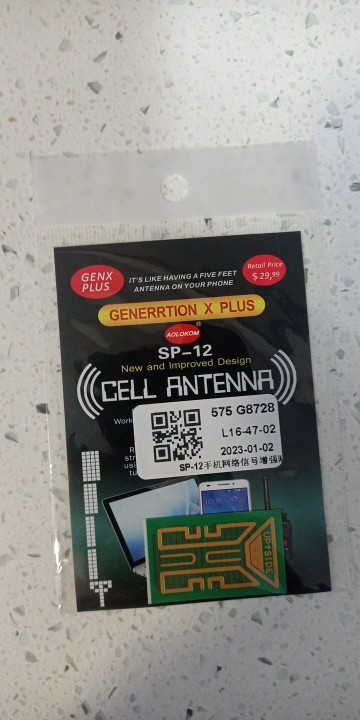 GENX
PLUS
IT'S LIKE HAVING A FIVE FEET
ANTENNA ON YOUR PHONE
Retail Price
$ 29,99
GENERRTION X PLUS
®
AOLOKOM
SP-12
New and Improved Design
CELL ANTENNA
Work
575 G8728
L16-47-02
2023-01-02
SP-12手机网络信号增强
UPSIDE